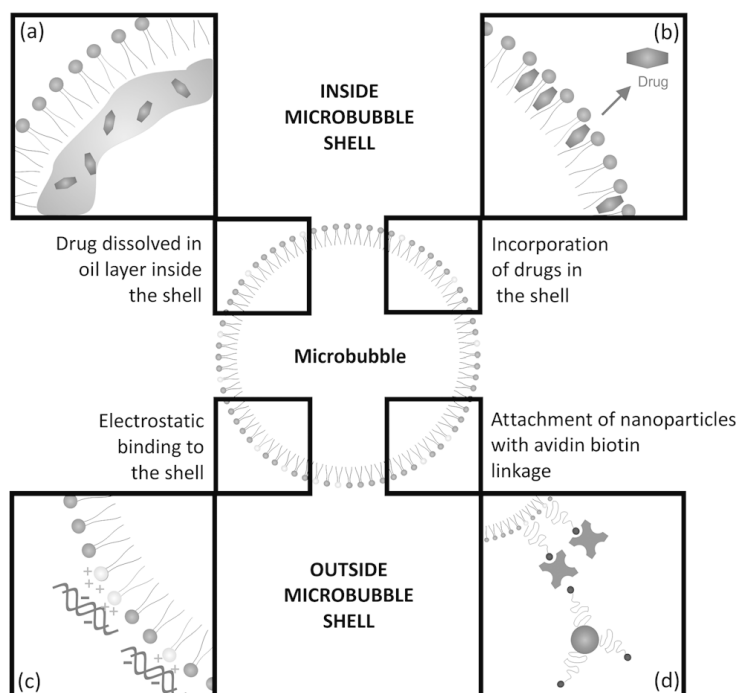 (a)
INSIDE
MICROBUBBLE
SHELL
(b)
Drug
Drug dissolved in
oil layer inside
the shell
Incorporation
of drugs in
the shell
Microbubble
Electrostatic
binding to
the shell
Attachment of nanoparticles
with avidin biotin
linkage
+
+
+
+
+
-
-
+
+
-
-
OUTSIDE
MICROBUBBLE
SHELL
(c)
(d)